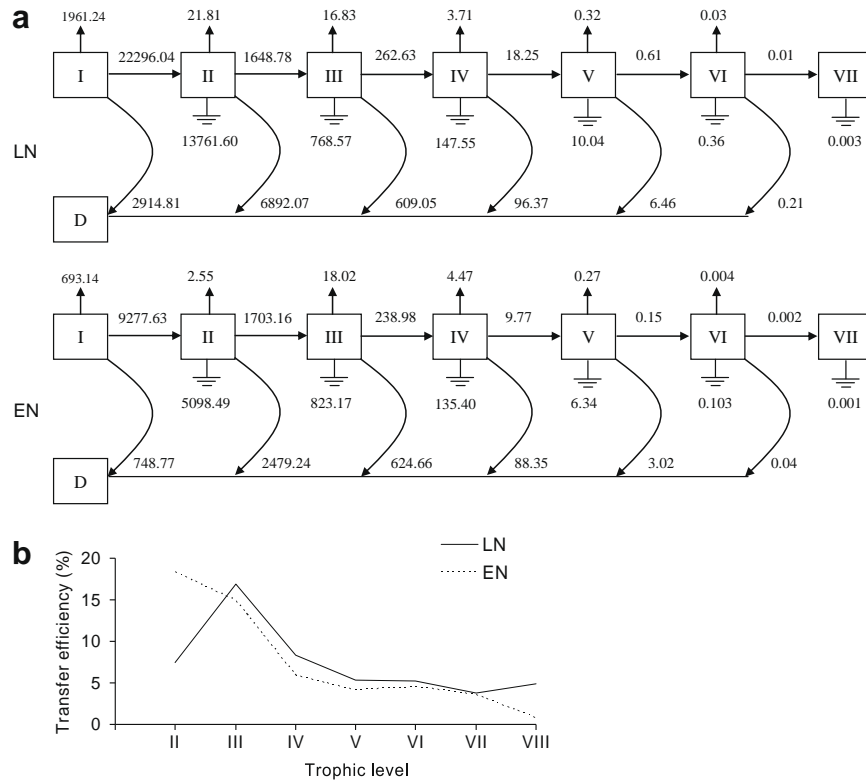 a
1961.24 21.81 16.83 3.71 0.32 0.03
I 22296.04 II 1648.78 III 262.63 IV 18.25 V 0.61 VI 0.01 VII
13761.60 768.57 147.55 10.04 0.36 0.003
LN
D 2914.81 6892.07 609.05 96.37 6.46 0.21
693.14 2.55 18.02 4.47 0.27 0.004
I 9277.63 II 1703.16 III 238.98 IV 9.77 V 0.15 VI 0.002 VII
5098.49 823.17 135.40 6.34 0.103 0.001
EN
D 748.77 2479.24 624.66 88.35 3.02 0.04
b
LN
EN
Transfer efficiency (%)
20
15
10
5
0
II III IV V VI VII VIII
Trophic level